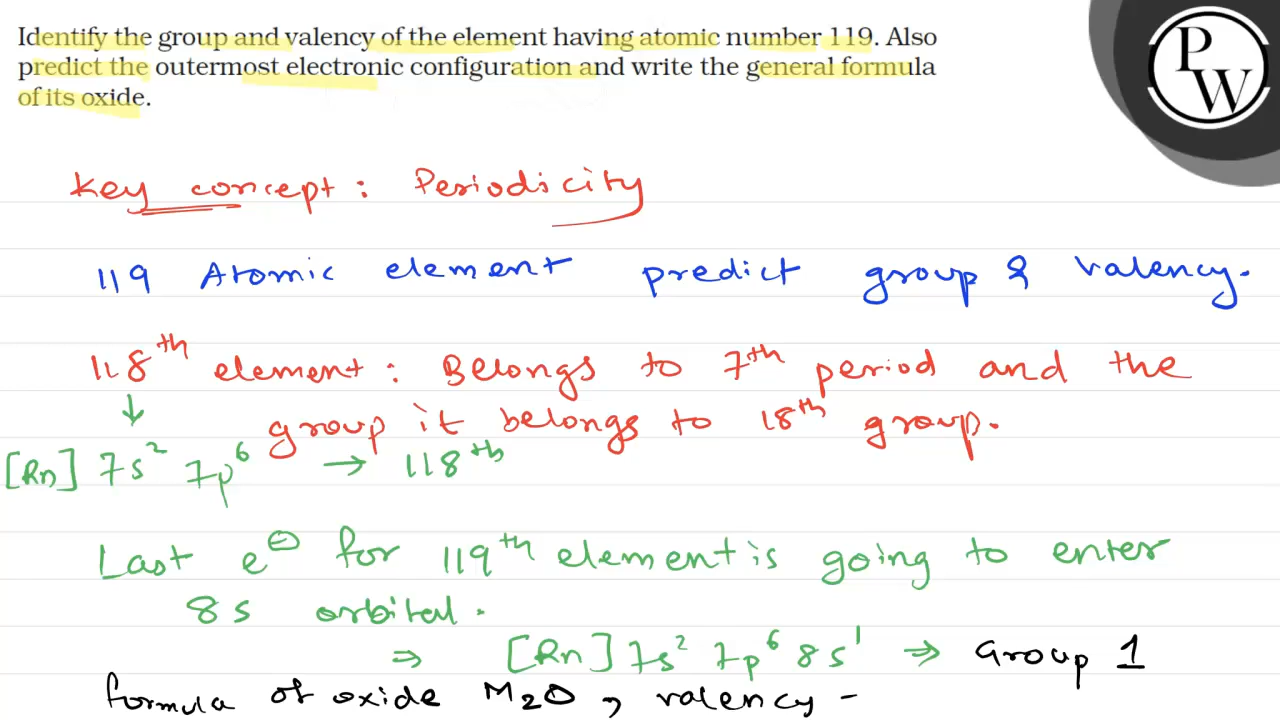 Identify the group and valency of the element having atomic number 119. Also
predict the outermost electronic configuration and write the general formula
of its oxide.
PW
Key concept : Periodicity
119 Atomic element predict group & valency.
118th element : Belongs to 7th period and the
group it belongs to 18th group.
[Rn] 7s² 7p⁶ → 118th
Last e⊖ for 119th element is going to enter
8s orbital.
⇒ [Rn] 7s² 7p⁶ 8s¹ ⇒ Group 1
formula of oxide M₂O , valency –